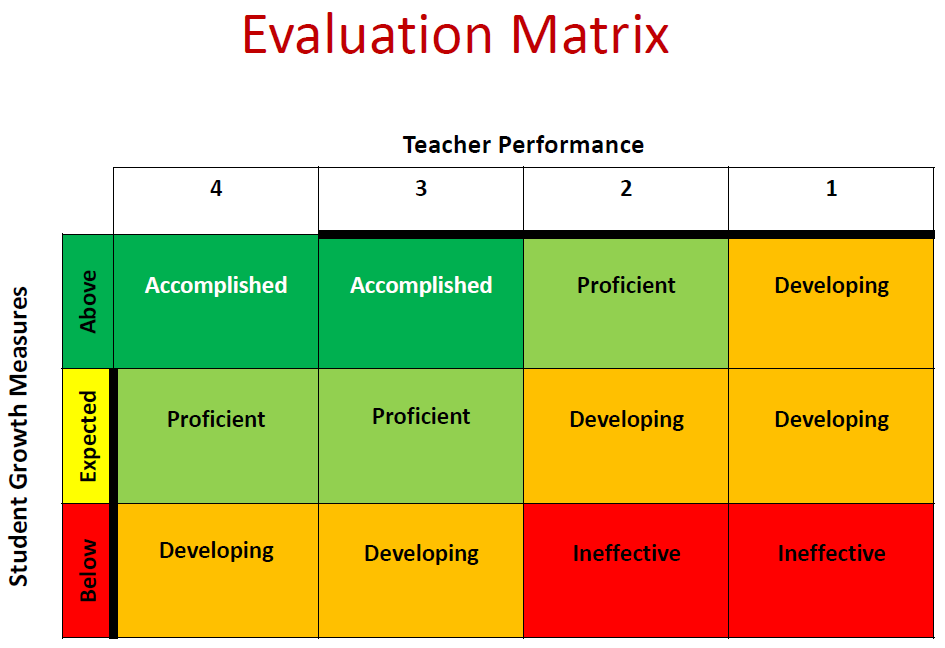 Evaluation Matrix
Teacher Performance
4 3 2 1
Student Growth Measures
Above Accomplished Accomplished Proficient Developing
Expected Proficient Proficient Developing Developing
Below Developing Developing Ineffective Ineffective